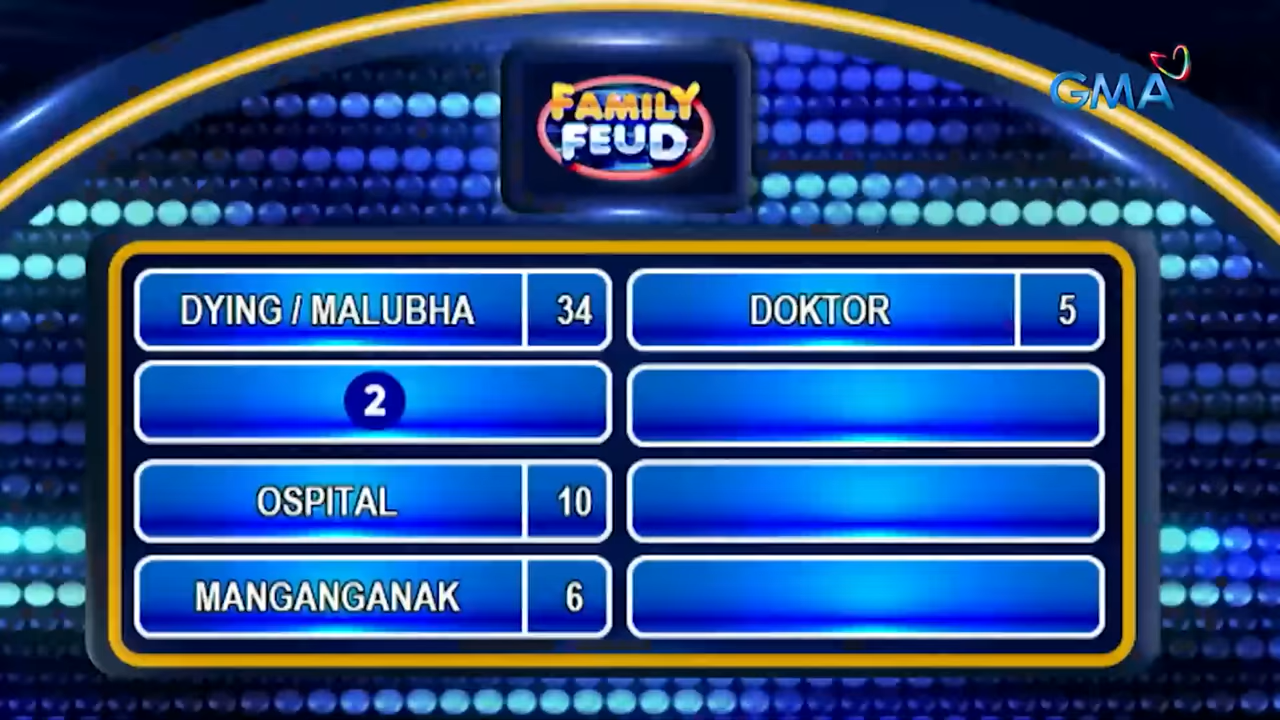 GMA
FAMILY
FEUD
DYING / MALUBHA 34
DOKTOR 5
2
OSPITAL 10
MANGANGANAK 6